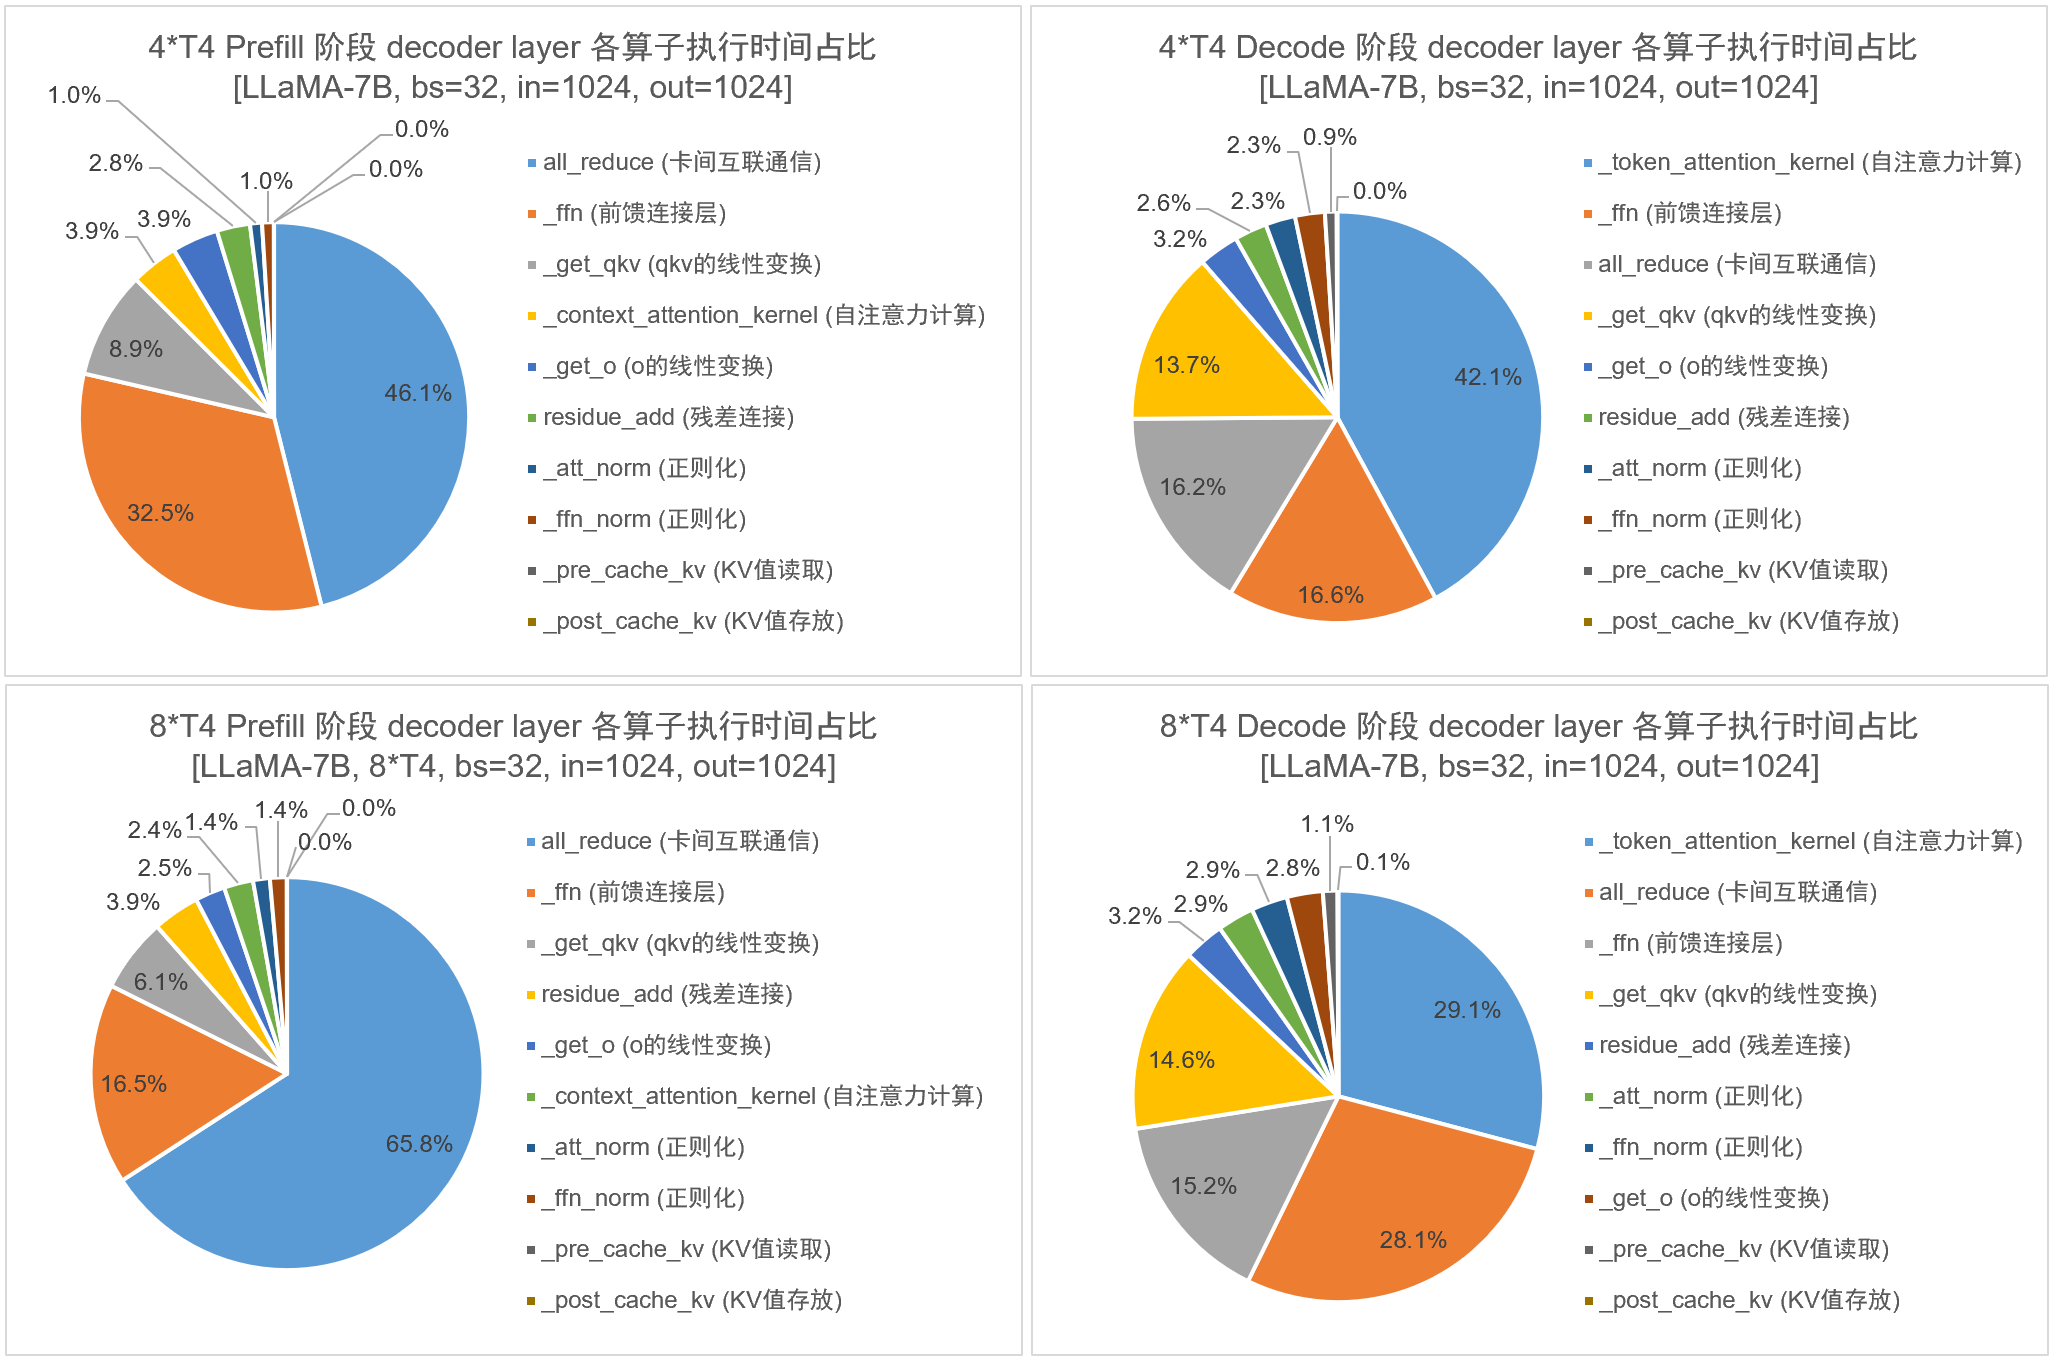 4*T4 Prefill 阶段 decoder layer 各算子执行时间占比
[LLaMA-7B, bs=32, in=1024, out=1024]
1.0%
0.0%
2.8%
0.0%
1.0%
3.9%
3.9%
8.9%
46.1%
32.5%
all_reduce (卡间互联通信)
_ffn (前馈连接层)
_get_qkv (qkv的线性变换)
_context_attention_kernel (自注意力计算)
_get_o (o的线性变换)
residue_add (残差连接)
_att_norm (正则化)
_ffn_norm (正则化)
_pre_cache_kv (KV值读取)
_post_cache_kv (KV值存放)
4*T4 Decode 阶段 decoder layer 各算子执行时间占比
[LLaMA-7B, bs=32, in=1024, out=1024]
2.3%
0.9%
0.0%
2.6%
2.3%
3.2%
13.7%
42.1%
16.2%
16.6%
_token_attention_kernel (自注意力计算)
_ffn (前馈连接层)
all_reduce (卡间互联通信)
_get_qkv (qkv的线性变换)
_get_o (o的线性变换)
residue_add (残差连接)
_att_norm (正则化)
_ffn_norm (正则化)
_pre_cache_kv (KV值读取)
_post_cache_kv (KV值存放)
8*T4 Prefill 阶段 decoder layer 各算子执行时间占比
[LLaMA-7B, 8*T4, bs=32, in=1024, out=1024]
2.4%
1.4%
1.4%
0.0%
0.0%
2.5%
3.9%
6.1%
16.5%
65.8%
all_reduce (卡间互联通信)
_ffn (前馈连接层)
_get_qkv (qkv的线性变换)
residue_add (残差连接)
_get_o (o的线性变换)
_context_attention_kernel (自注意力计算)
_att_norm (正则化)
_ffn_norm (正则化)
_pre_cache_kv (KV值读取)
_post_cache_kv (KV值存放)
8*T4 Decode 阶段 decoder layer 各算子执行时间占比
[LLaMA-7B, bs=32, in=1024, out=1024]
1.1%
2.9%
2.8%
0.1%
3.2%
2.9%
29.1%
14.6%
15.2%
28.1%
_token_attention_kernel (自注意力计算)
all_reduce (卡间互联通信)
_ffn (前馈连接层)
_get_qkv (qkv的线性变换)
residue_add (残差连接)
_att_norm (正则化)
_ffn_norm (正则化)
_get_o (o的线性变换)
_pre_cache_kv (KV值读取)
_post_cache_kv (KV值存放)